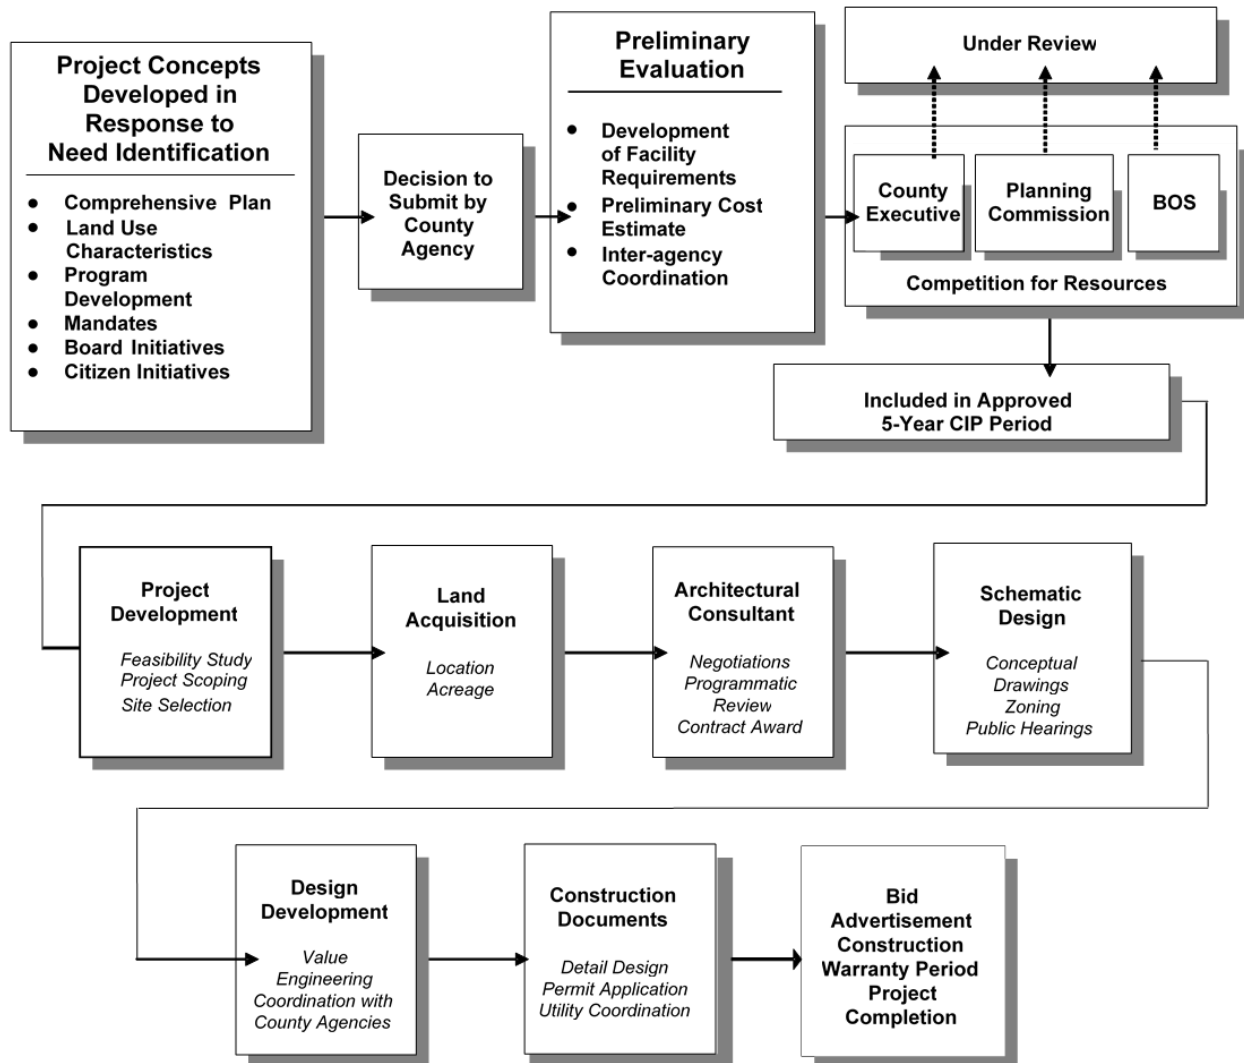 Project Concepts
Developed in
Response to
Need Identification
● Comprehensive Plan
● Land Use
Characteristics
● Program
Development
● Mandates
● Board Initiatives
● Citizen Initiatives
Decision to
Submit by
County
Agency
Preliminary
Evaluation
● Development
of Facility
Requirements
● Preliminary Cost
Estimate
● Inter-agency
Coordination
Under Review
County
Executive
Planning
Commission
BOS
Competition for Resources
Included in Approved
5-Year CIP Period
Project
Development
Feasibility Study
Project Scoping
Site Selection
Land
Acquisition
Location
Acreage
Architectural
Consultant
Negotiations
Programmatic
Review
Contract Award
Schematic
Design
Conceptual
Drawings
Zoning
Public Hearings
Design
Development
Value
Engineering
Coordination with
County Agencies
Construction
Documents
Detail Design
Permit Application
Utility Coordination
Bid
Advertisement
Construction
Warranty Period
Project
Completion